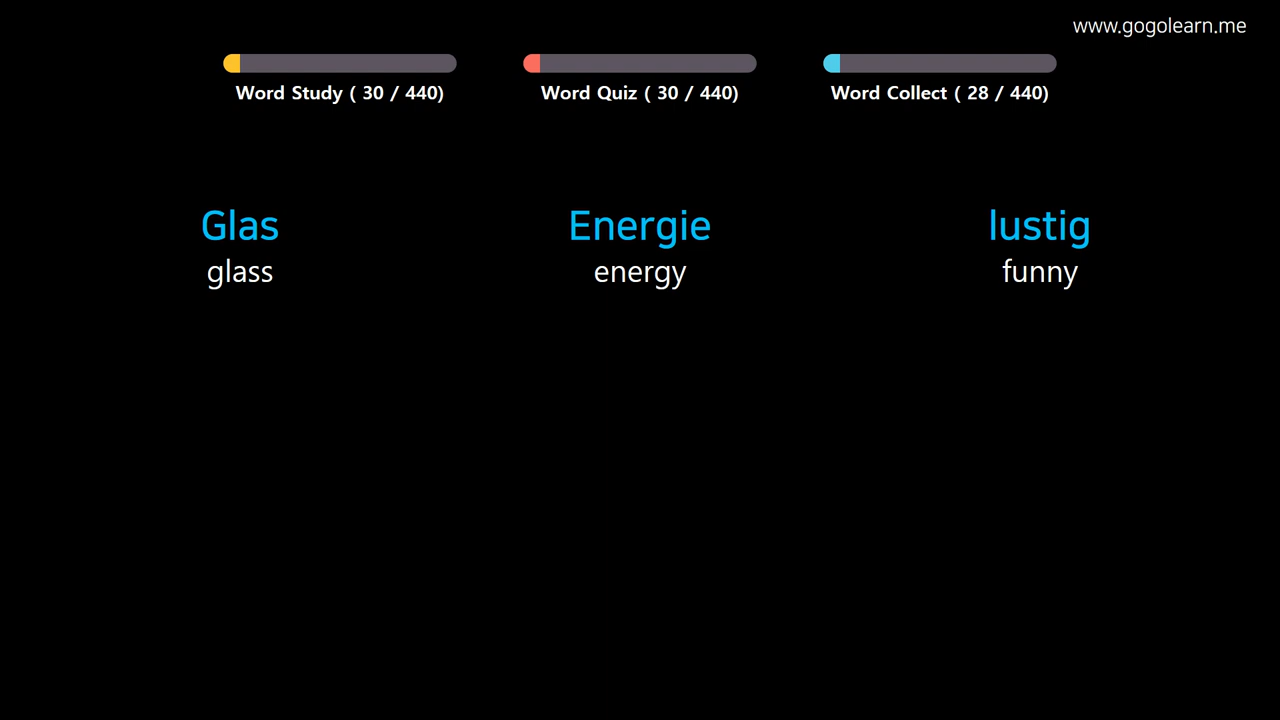 www.gogolearn.me
Word Study ( 30 / 440)
Word Quiz ( 30 / 440)
Word Collect ( 28 / 440)
Glas
glass
Energie
energy
lustig
funny